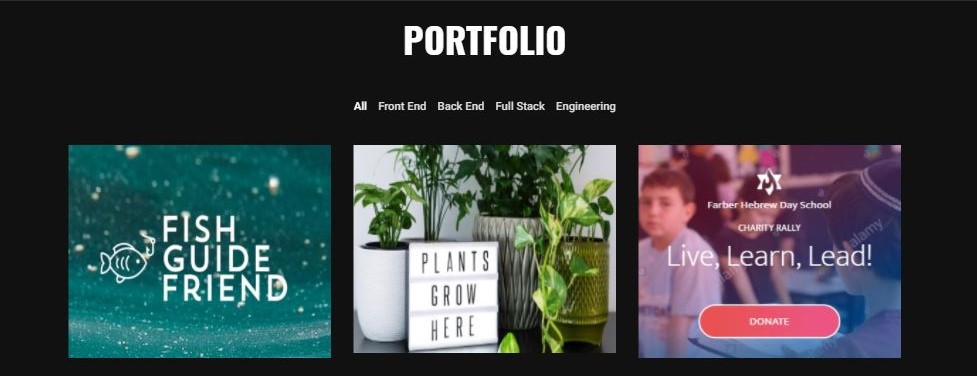 PORTFOLIO
All Front End Back End Full Stack Engineering
FISH
GUIDE
FRIEND
PLANTS
GROW
HERE
Farber Hebrew Day School
CHARITY RALLY
Live, Learn, Lead!
DONATE
alamy